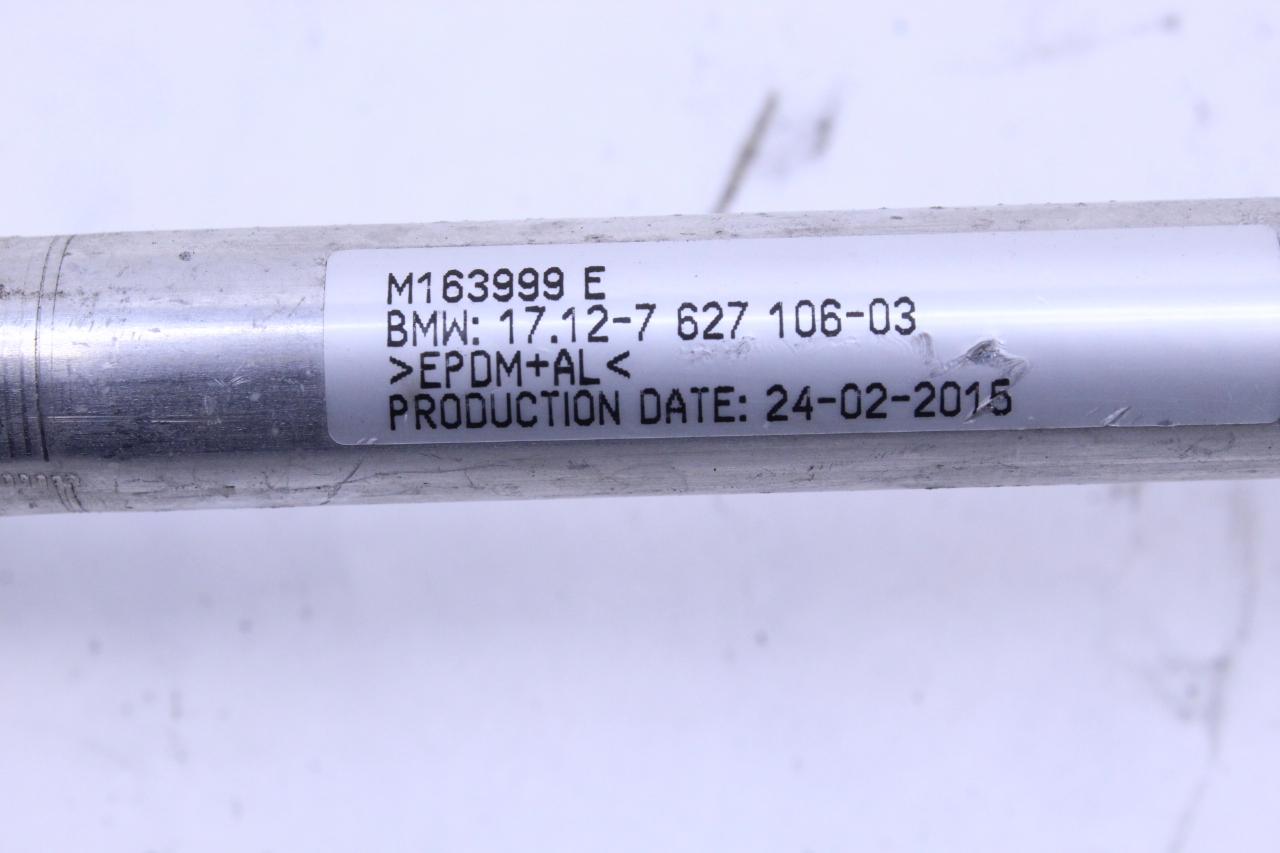 M163999 E
BMW: 17.12-7 627 106-03
>EPDM+AL<
PRODUCTION DATE: 24-02-2015